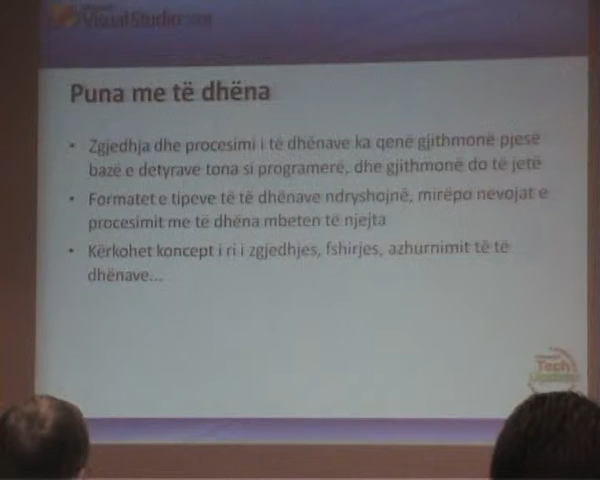 Visual Studio
Puna me të dhëna
• Zgjedhja dhe procesimi i të dhënave ka qenë gjithmonë pjesë
bazë e detyrave tona si programerë, dhe gjithmonë do të jetë
• Formatet e tipeve të të dhënave ndryshojnë, mirëpo nevojat e
procesimit me të dhëna mbeten të njejta
• Kërkohet koncept i ri i zgjedhjes, fshirjes, azhurnimit të të
dhënave...
Tech